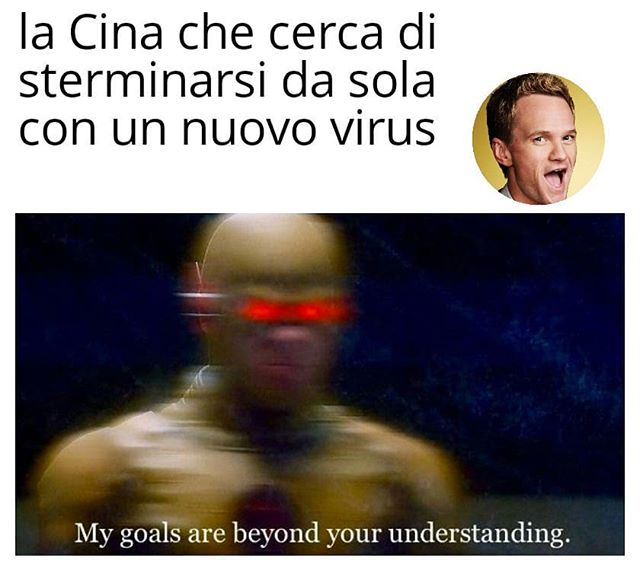 la Cina che cerca di
sterminarsi da sola
con un nuovo virus
My goals are beyond your understanding.